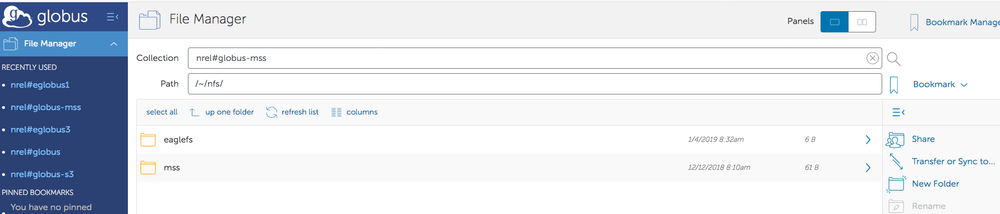 globus
File Manager
RECENTLY USED
nrel#eglobus1
nrel#globus-mss
nrel#eglobus3
nrel#globus
nrel#globus-s3
PINNED BOOKMARKS
You have no pinned
File Manager
Panels
Bookmark Manage
Collection nrel#globus-mss
Path /~/nfs/
Bookmark
select all up one folder refresh list columns
eaglefs 1/4/2019 8:32am 6 B
mss 12/12/2018 8:10am 61 B
Share
Transfer or Sync to...
New Folder
Rename